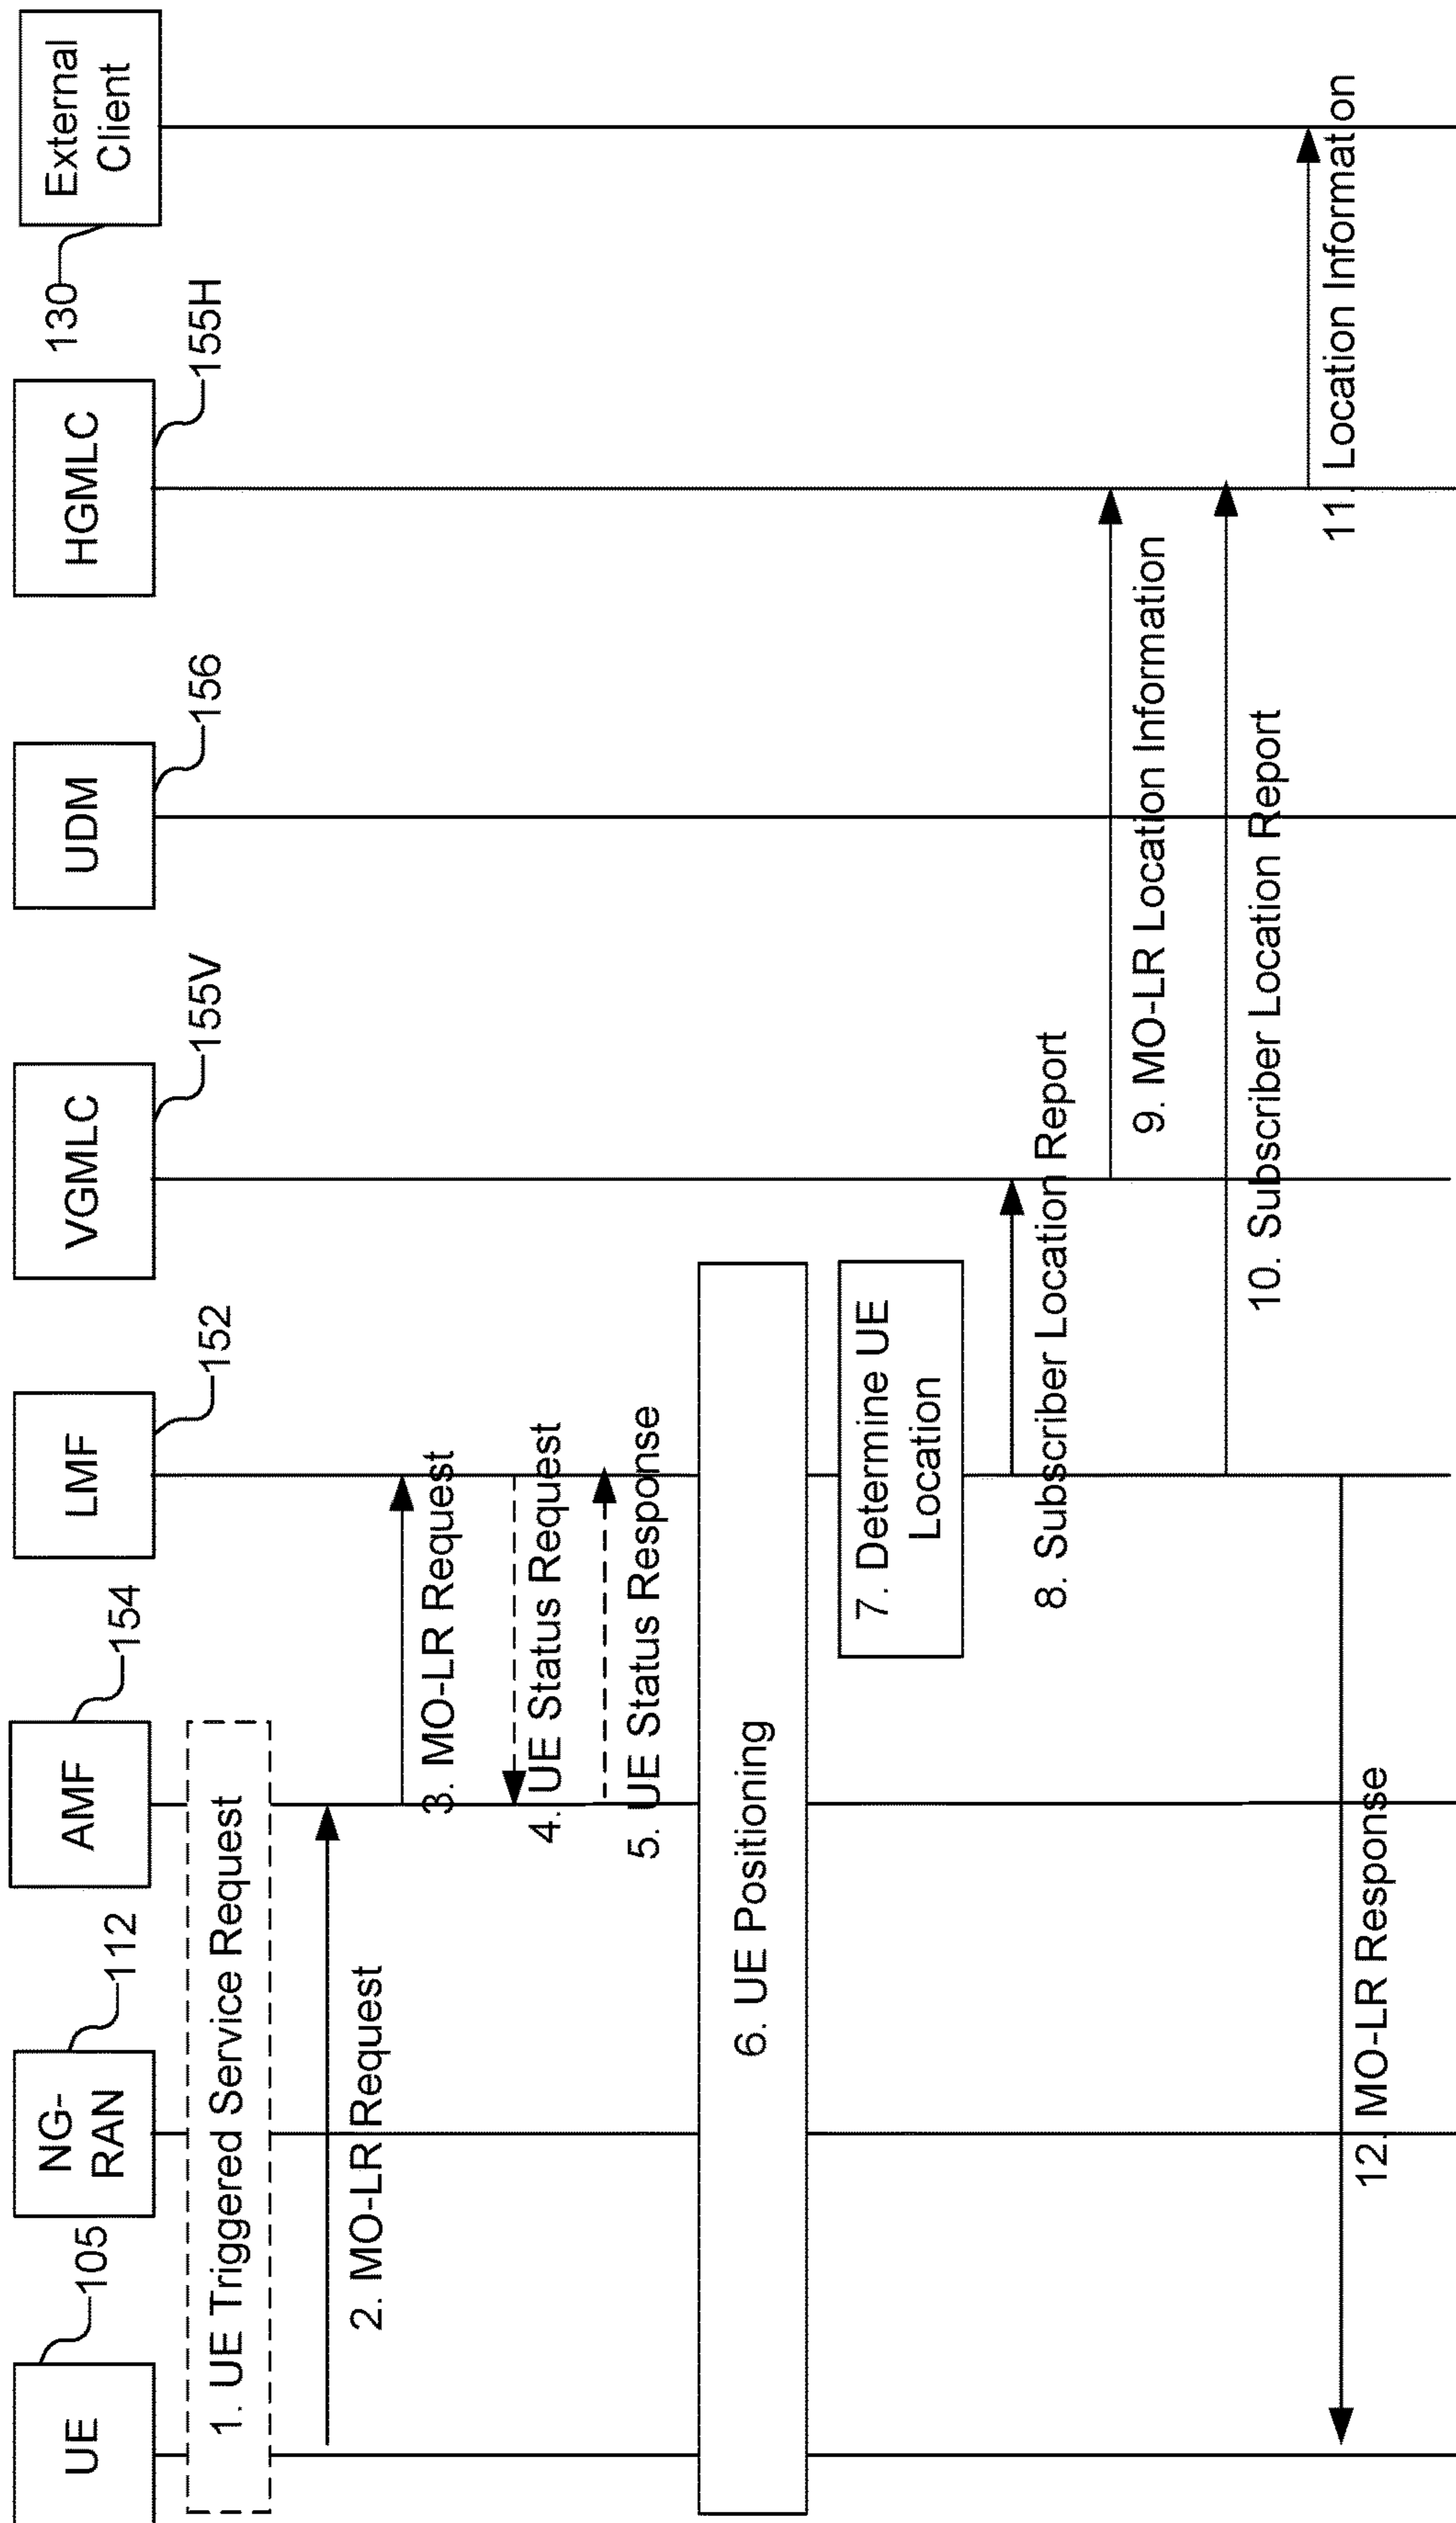 UE
105
NG-
RAN
112
AMF
154
LMF
152
VGMLC
155V
UDM
156
HGMLC
155H
130
External
Client
1. UE Triggered Service Request
2. MO-LR Request
3. MO-LR Request
4. UE Status Request
5. UE Status Response
6. UE Positioning
7. Determine UE
Location
8. Subscriber Location Report
9. MO-LR Location Information
10. Subscriber Location Report
11. Location Information
12. MO-LR Response